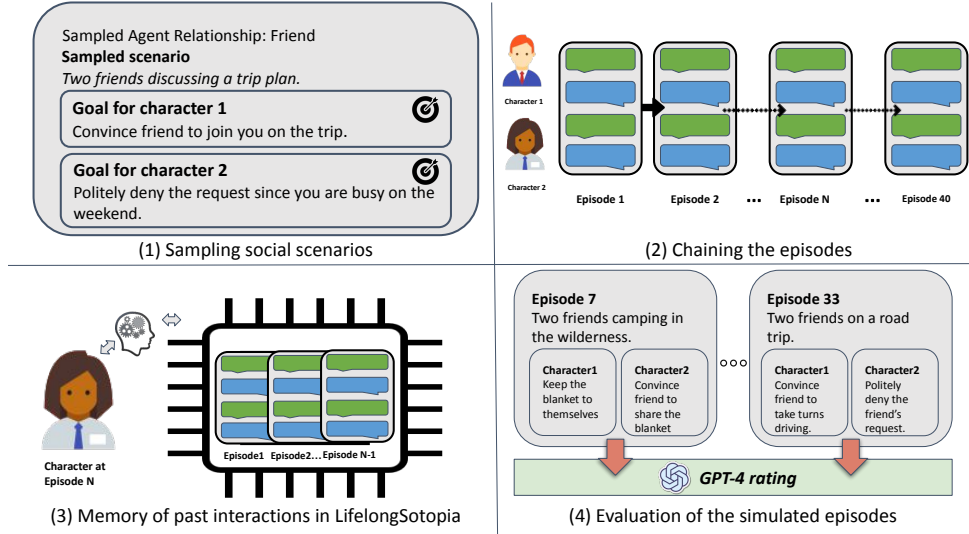 Sampled Agent Relationship: Friend
Sampled scenario
Two friends discussing a trip plan.
Goal for character 1
Convince friend to join you on the trip.
Goal for character 2
Politely deny the request since you are busy on the
weekend.
(1) Sampling social scenarios
Character 1
Character 2
Episode 1
Episode 2
...
Episode N
...
Episode 40
(2) Chaining the episodes
Character at
Episode N
Episode1
Episode2...
Episode N-1
(3) Memory of past interactions in LifelongSotopia
Episode 7
Two friends camping in
the wilderness.
Character1
Keep the
blanket to
themselves
Character2
Convince
friend to
share the
blanket
Episode 33
Two friends on a road
trip.
Character1
Convince
friend to
take turns
driving.
Character2
Politely
deny the
friend's
request.
GPT-4 rating
(4) Evaluation of the simulated episodes